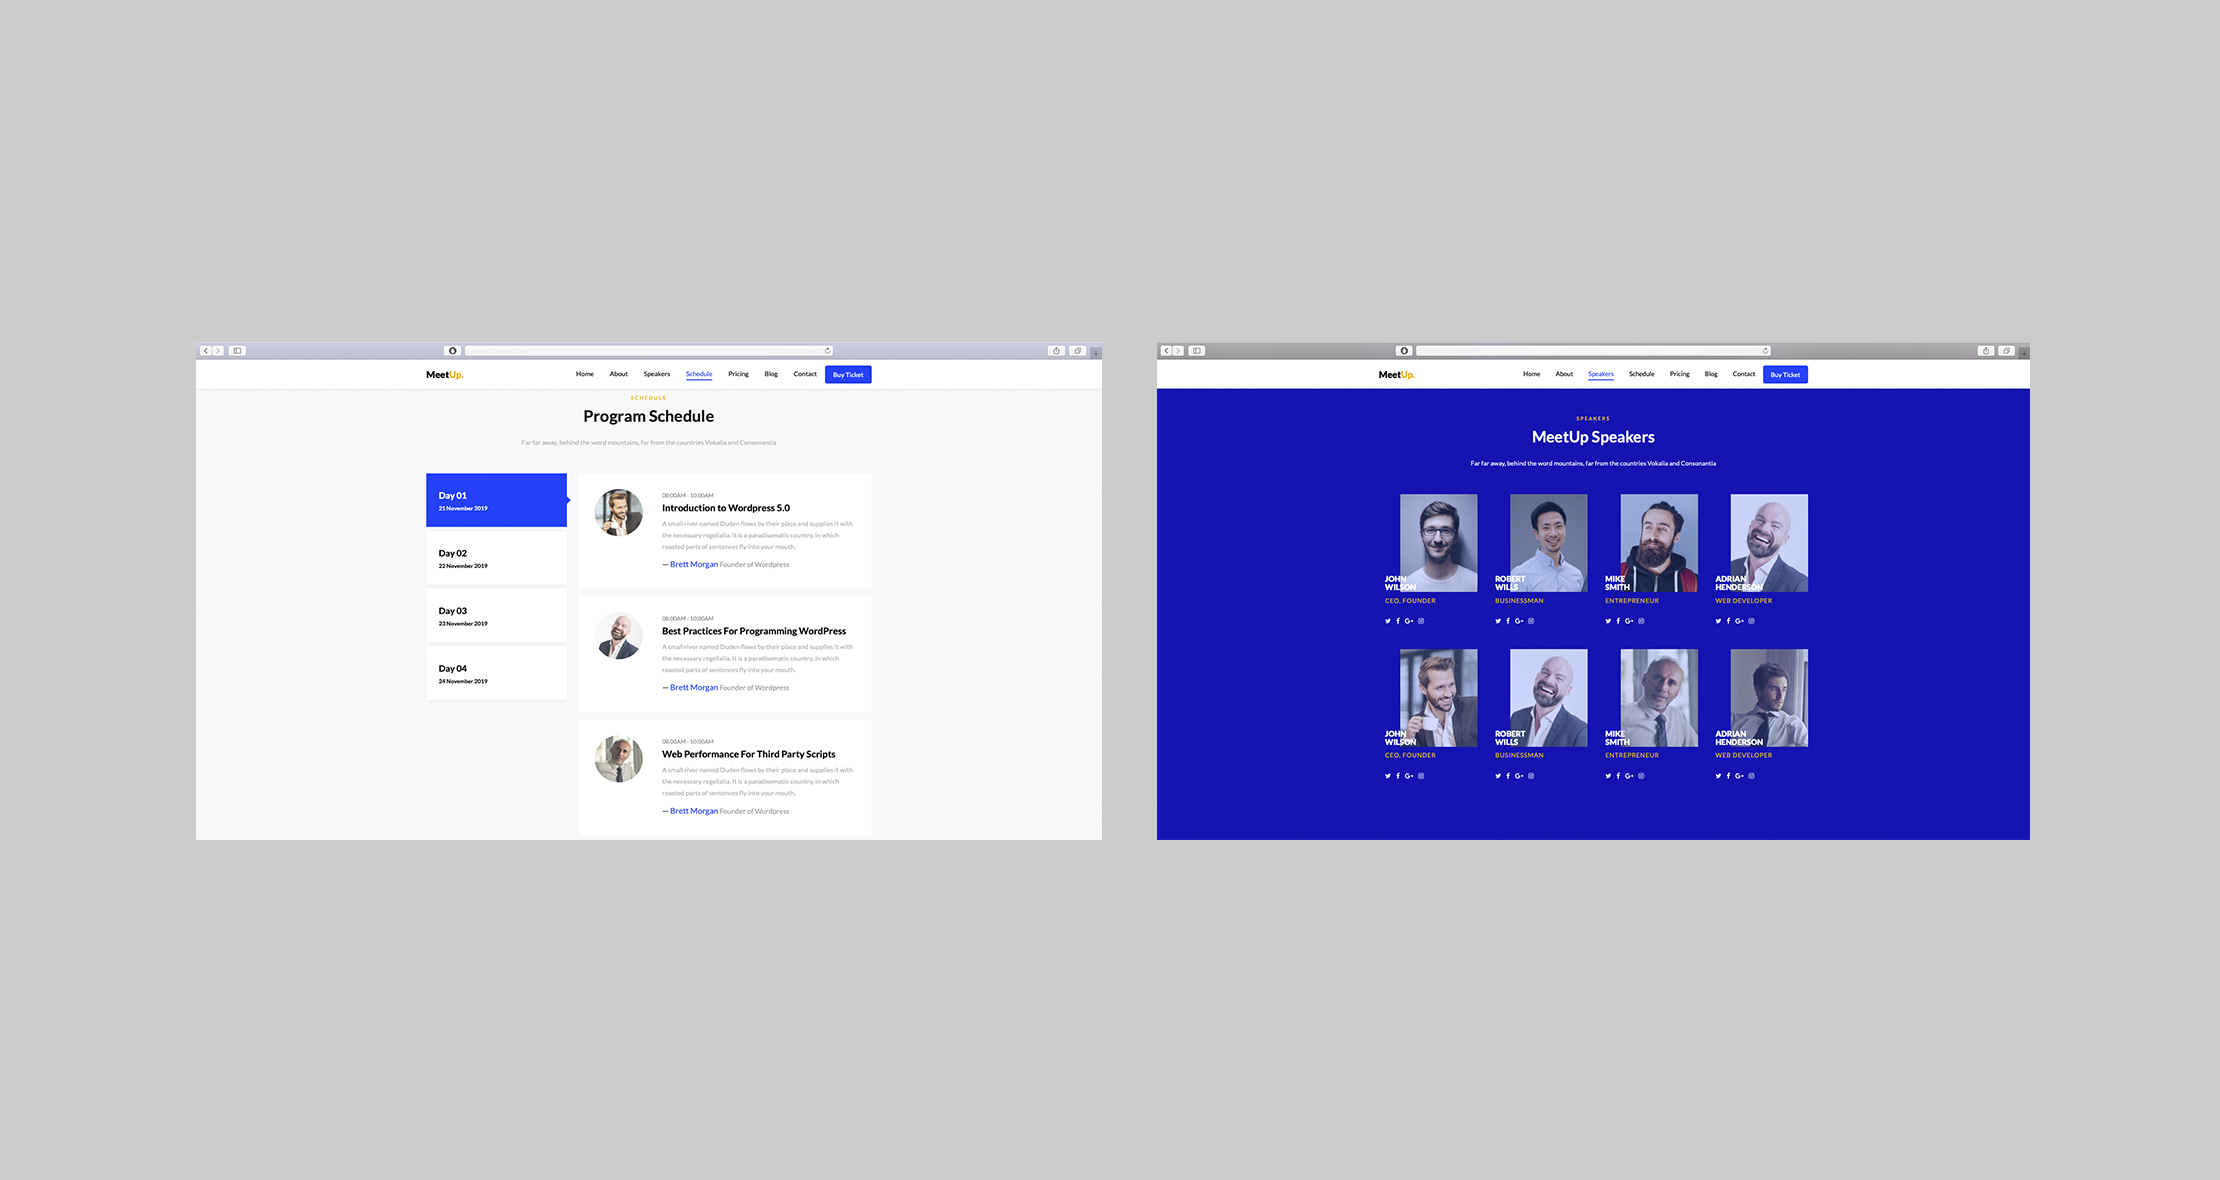 MeetUp.
Home About Speakers Schedule Pricing Blog Contact Buy Ticket
SCHEDULE
Program Schedule
Far far away, behind the word mountains, far from the countries Vokalia and Consonantia
Day 01
21 November 2019
Day 02
22 November 2019
Day 03
23 November 2019
Day 04
24 November 2019
08:00AM - 10:00AM
Introduction to Wordpress 5.0
A small river named Duden flows by their place and supplies it with
the necessary regelialia. It is a paradisematic country, in which
roasted parts of sentences fly into your mouth.
— Brett Morgan Founder of Wordpress
08:00AM - 10:00AM
Best Practices For Programming WordPress
A small river named Duden flows by their place and supplies it with
the necessary regelialia. It is a paradisematic country, in which
roasted parts of sentences fly into your mouth.
— Brett Morgan Founder of Wordpress
08:00AM - 10:00AM
Web Performance For Third Party Scripts
A small river named Duden flows by their place and supplies it with
the necessary regelialia. It is a paradisematic country, in which
roasted parts of sentences fly into your mouth.
— Brett Morgan Founder of Wordpress
MeetUp.
Home About Speakers Schedule Pricing Blog Contact Buy Ticket
SPEAKERS
MeetUp Speakers
Far far away, behind the word mountains, far from the countries Vokalia and Consonantia
JOHN
WILSON
CEO, FOUNDER
ROBERT
WILLS
BUSINESSMAN
MIKE
SMITH
ENTREPRENEUR
ADRIAN
HENDERSON
WEB DEVELOPER
JOHN
WILSON
CEO, FOUNDER
ROBERT
WILLS
BUSINESSMAN
MIKE
SMITH
ENTREPRENEUR
ADRIAN
HENDERSON
WEB DEVELOPER